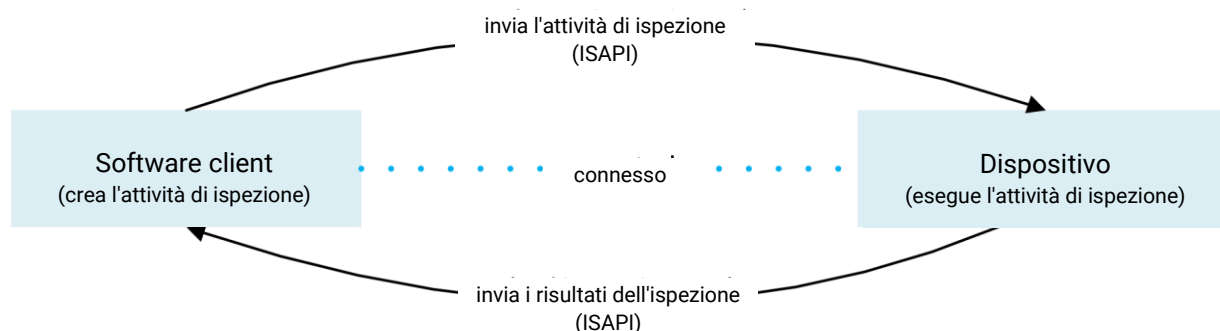 invia l'attività di ispezione
(ISAPI)
Software client
(crea l'attività di ispezione)
connesso
Dispositivo
(esegue l'attività di ispezione)
invia i risultati dell'ispezione
(ISAPI)